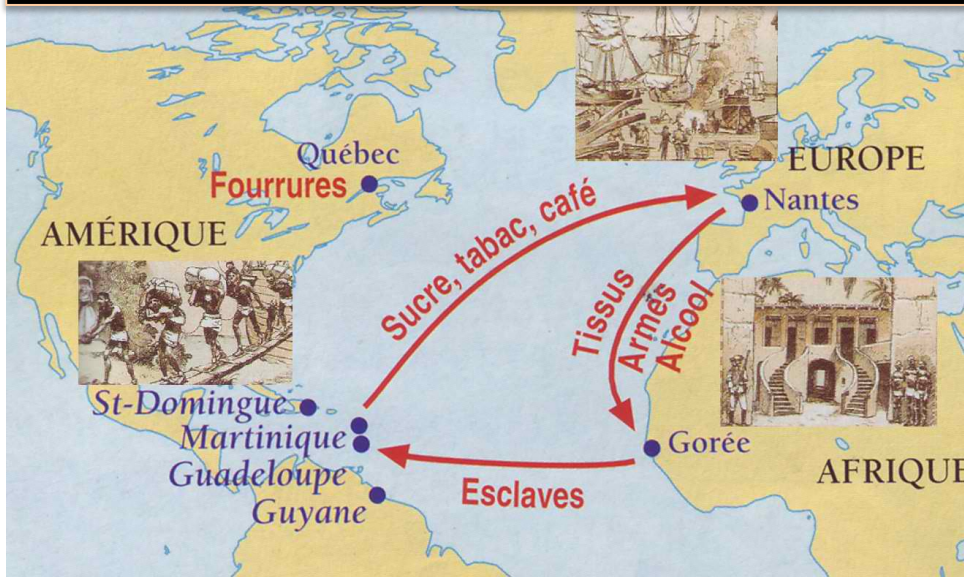 Québec
Fourrures
AMÉRIQUE
EUROPE
Nantes
Sucre, tabac, café
Tissus
Armes
Alcool
St-Domingue
Martinique
Guadeloupe
Guyane
Gorée
AFRIQUE
Esclaves